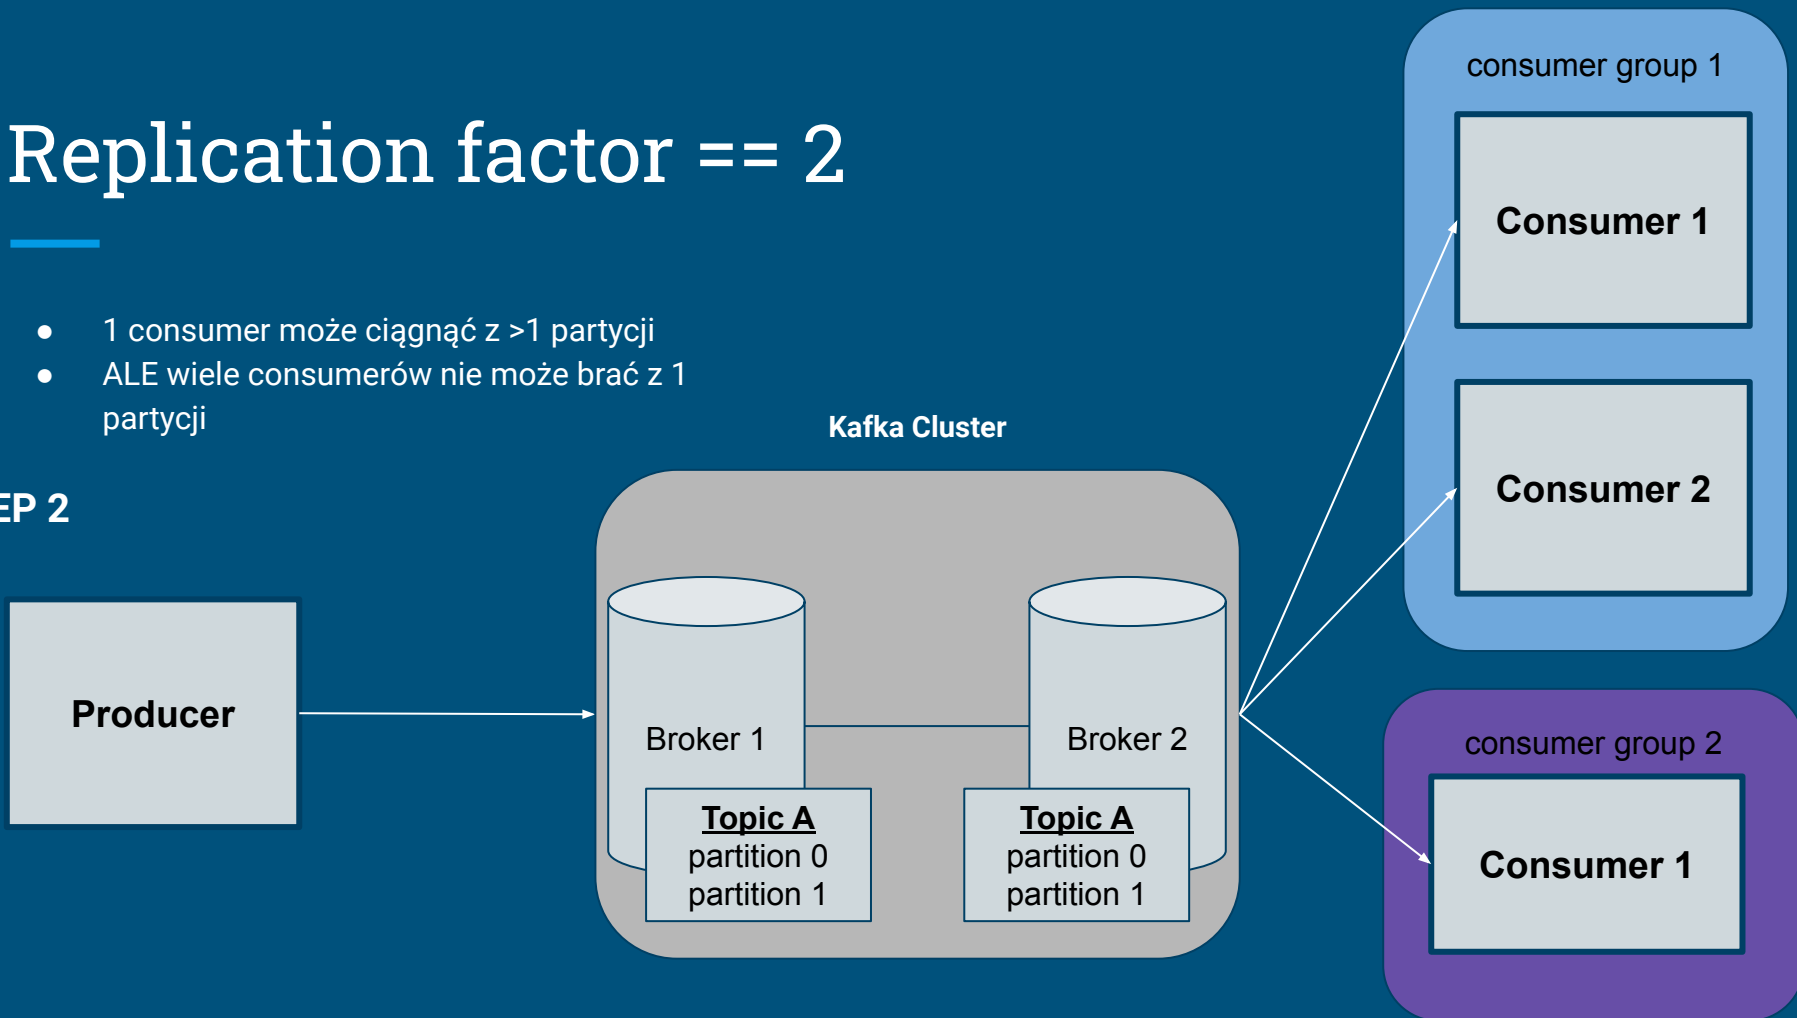 Replication factor == 2
● 1 consumer może ciągnąć z >1 partycji
● ALE wiele consumerów nie może brać z 1
partycji
EP 2
Producer
Kafka Cluster
Broker 1
Topic A
partition 0
partition 1
Broker 2
Topic A
partition 0
partition 1
consumer group 1
Consumer 1
Consumer 2
consumer group 2
Consumer 1